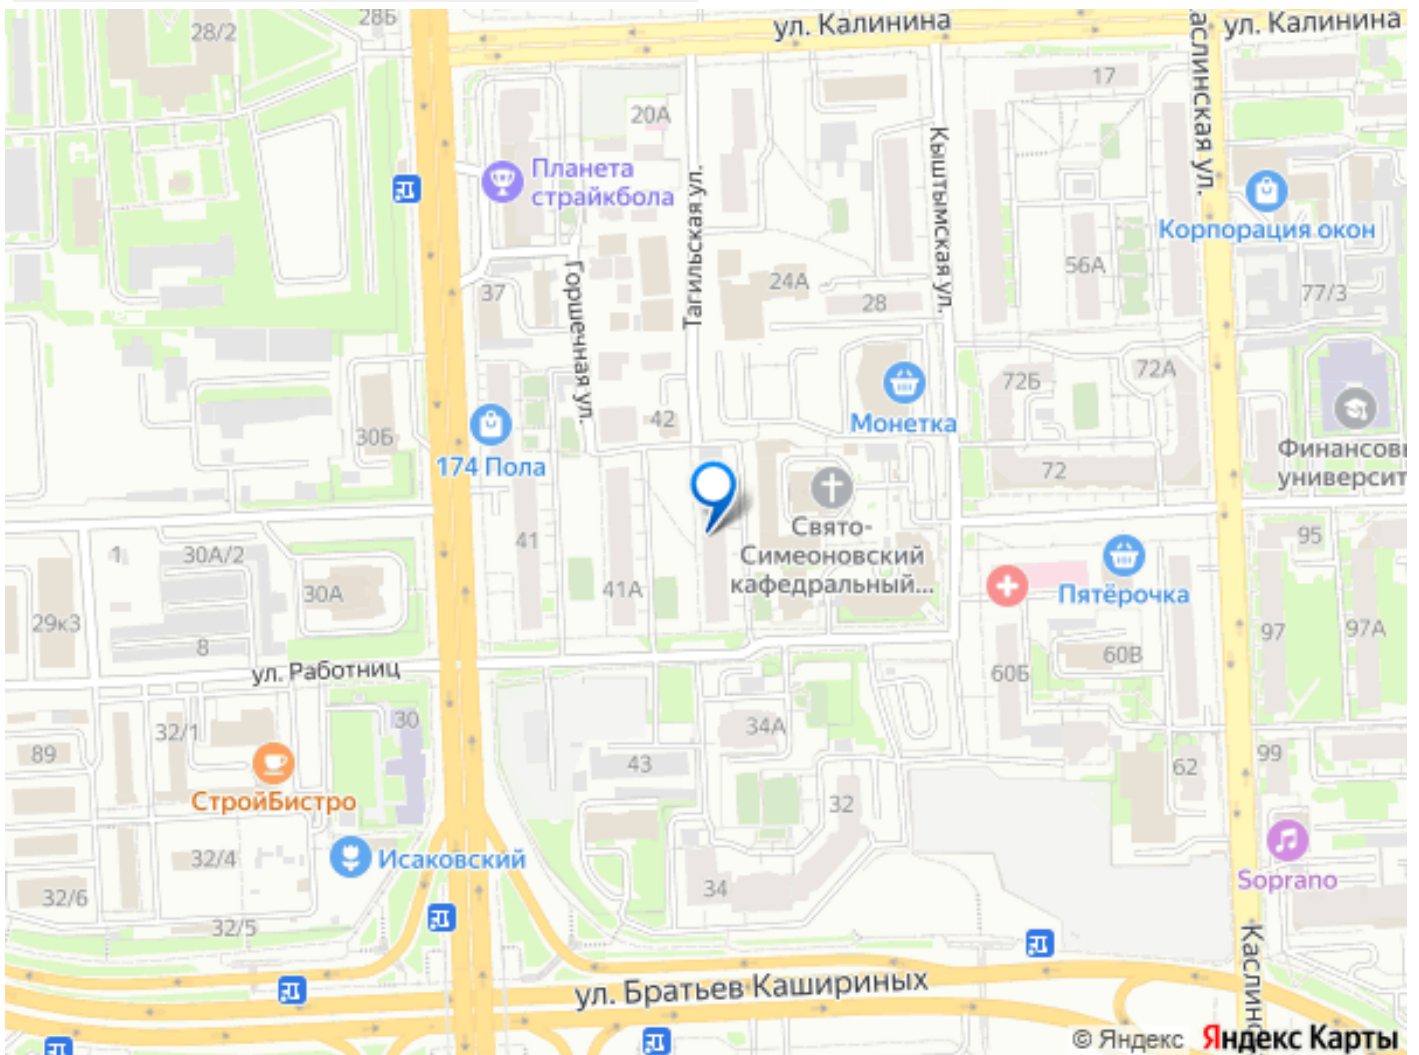 28Б
ул. Калинина
ул. Калинина
28/2
аслинская ул.
17
20А
Кыштымская ул.
Планета
страйкбола
Тагильская ул.
Корпорация окон
Горшечная ул.
56А
24А
37
28
77/3
72А
72Б
42
Монетка
30Б
Финансовы
университ
174 Пола
72
Свято-
Симеоновский
кафедральный...
41
95
1
30А/2
41А
30А
Пятёрочка
29к3
97
97А
8
60В
ул. Работниц
60Б
30
34А
32/1
89
43
62
99
СтройБистро
32
32/4
Исаковский
34
Soprano
32/6
32/5
Каслинс
ул. Братьев Кашириных
© Яндекс Яндекс Карты